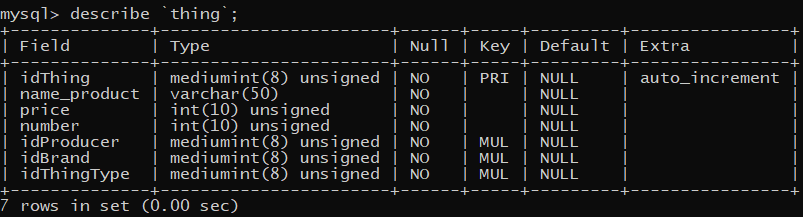 mysql> describe `thing`;
+--------------+-----------------------+------+-----+---------+----------------+
| Field        | Type                  | Null | Key | Default | Extra          |
+--------------+-----------------------+------+-----+---------+----------------+
| idThing      | mediumint(8) unsigned | NO   | PRI | NULL    | auto_increment |
| name_product | varchar(50)           | NO   |     | NULL    |                |
| price        | int(10) unsigned      | NO   |     | NULL    |                |
| number       | int(10) unsigned      | NO   |     | NULL    |                |
| idProducer   | mediumint(8) unsigned | NO   | MUL | NULL    |                |
| idBrand      | mediumint(8) unsigned | NO   | MUL | NULL    |                |
| idThingType  | mediumint(8) unsigned | NO   | MUL | NULL    |                |
+--------------+-----------------------+------+-----+---------+----------------+
7 rows in set (0.00 sec)